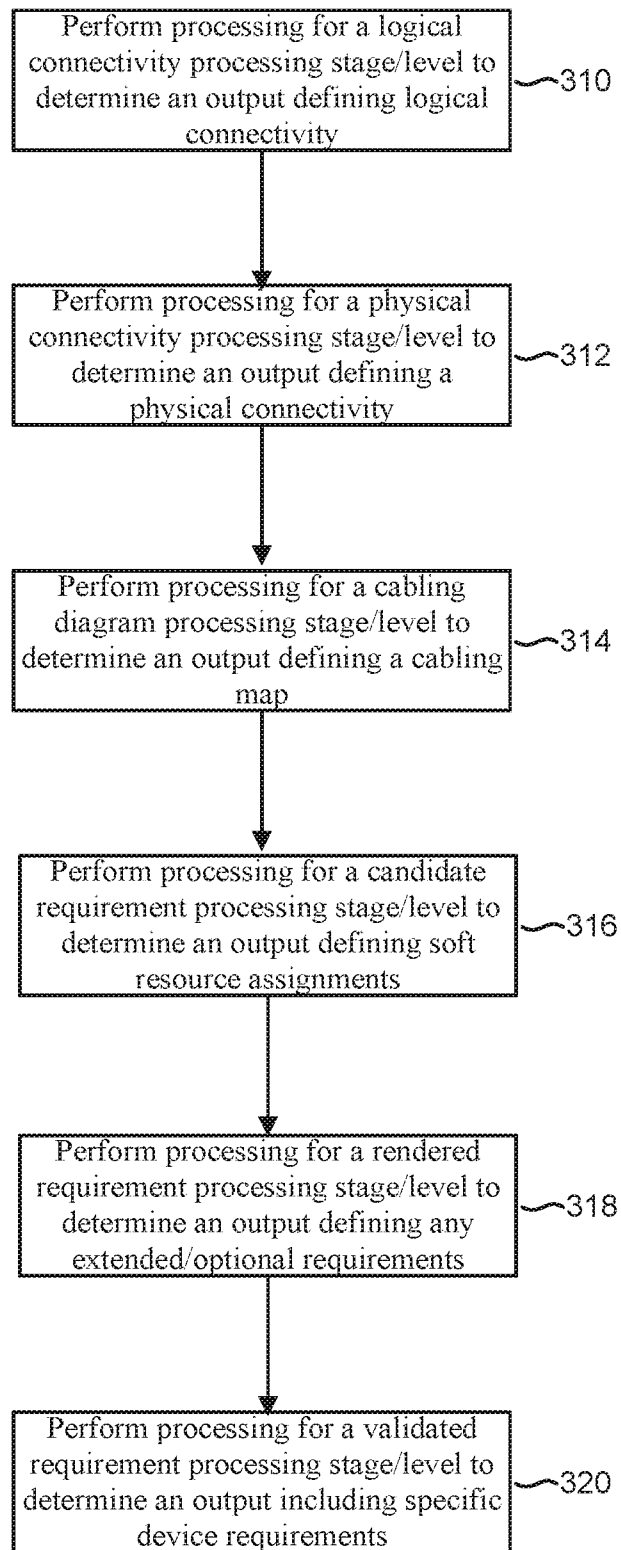 Perform processing for a logical
connectivity processing stage/level to
determine an output defining logical
connectivity
310
Perform processing for a physical
connectivity processing stage/level to
determine an output defining a
physical connectivity
312
Perform processing for a cabling
diagram processing stage/level to
determine an output defining a cabling
map
314
Perform processing for a candidate
requirement processing stage/level to
determine an output defining soft
resource assignments
316
Perform processing for a rendered
requirement processing stage/level to
determine an output defining any
extended/optional requirements
318
Perform processing for a validated
requirement processing stage/level to
determine an output including specific
device requirements
320